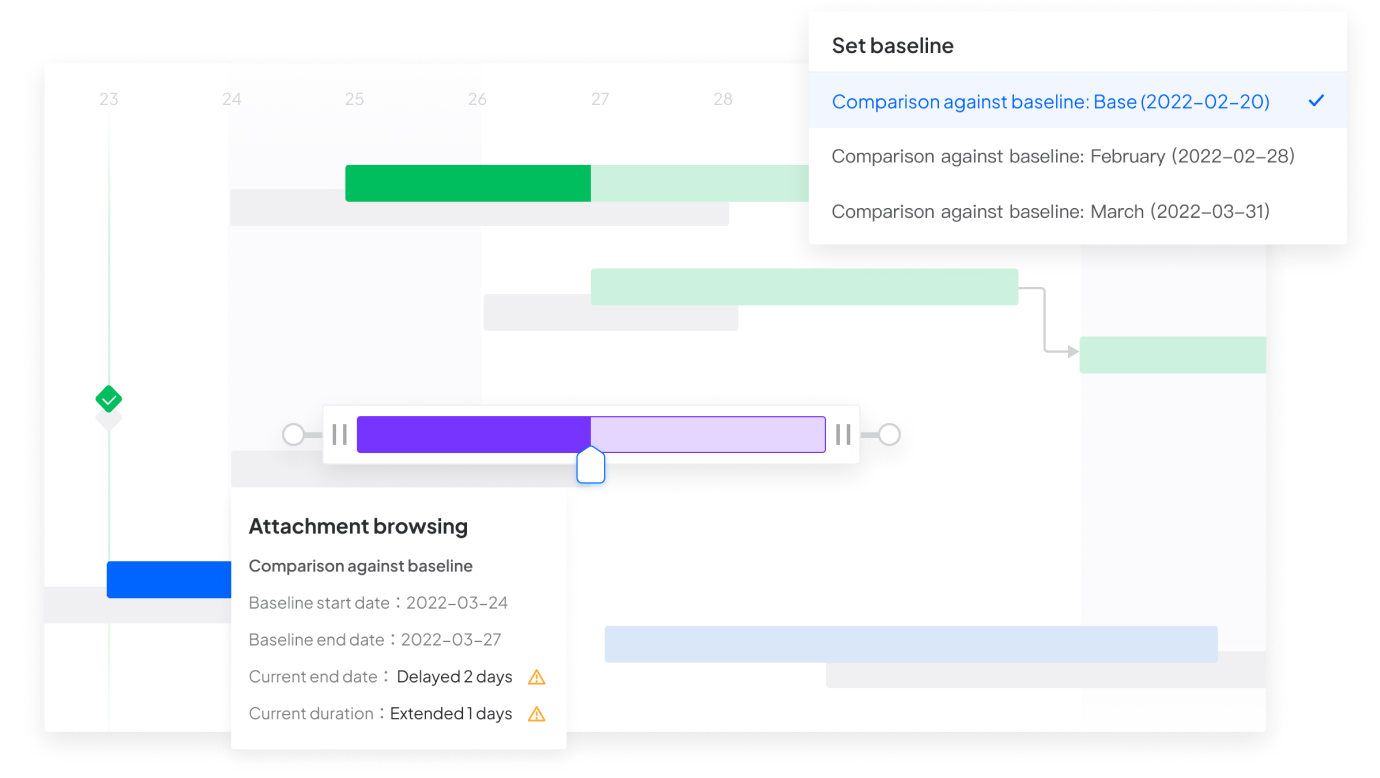 Set baseline
23 24 25 26 27 28
Comparison against baseline: Base (2022-02-20)
Comparison against baseline: February (2022-02-28)
Comparison against baseline: March (2022-03-31)
Attachment browsing
Comparison against baseline
Baseline start date：2022-03-24
Baseline end date：2022-03-27
Current end date： Delayed 2 days
Current duration：Extended 1 days